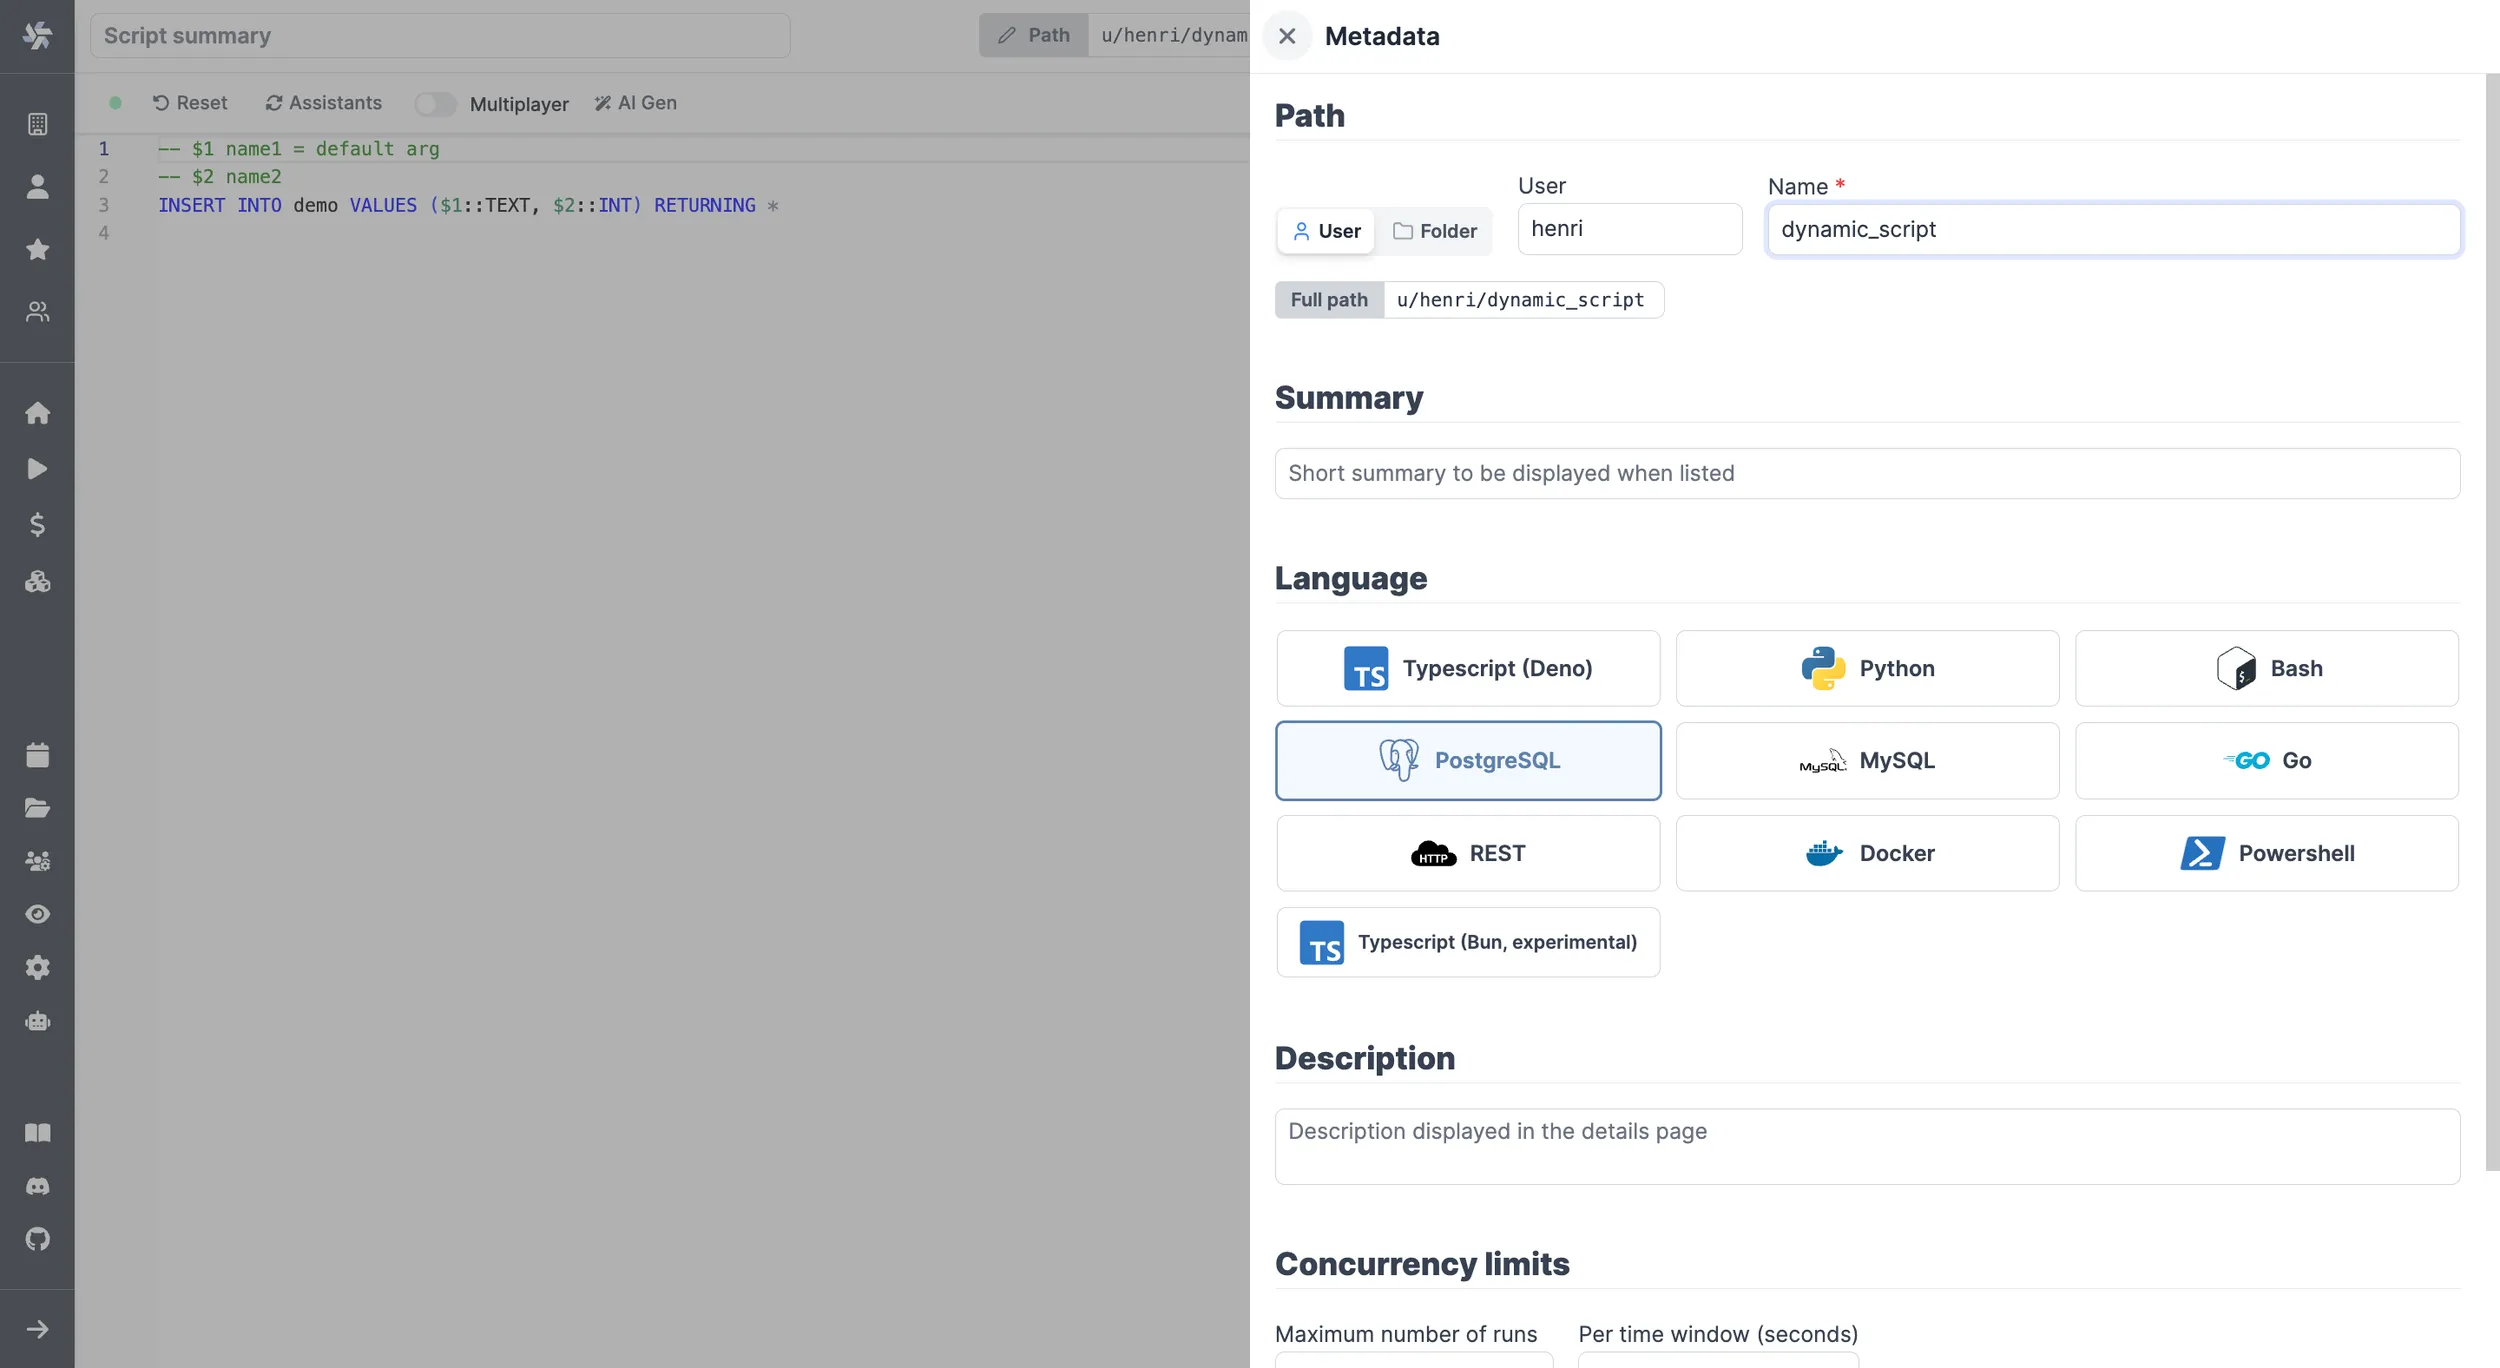 Script summary
Path u/henri/dynam
Reset Assistants Multiplayer AI Gen
1 -- $1 name1 = default arg
2 -- $2 name2
3 INSERT INTO demo VALUES ($1::TEXT, $2::INT) RETURNING *
4
Metadata
Path
User Name *
User Folder henri dynamic_script
Full path u/henri/dynamic_script
Summary
Short summary to be displayed when listed
Language
TS Typescript (Deno) Python $ Bash
PostgreSQL MySQL MySQL GO Go
HTTP REST Docker Powershell
TS Typescript (Bun, experimental)
Description
Description displayed in the details page
Concurrency limits
Maximum number of runs Per time window (seconds)